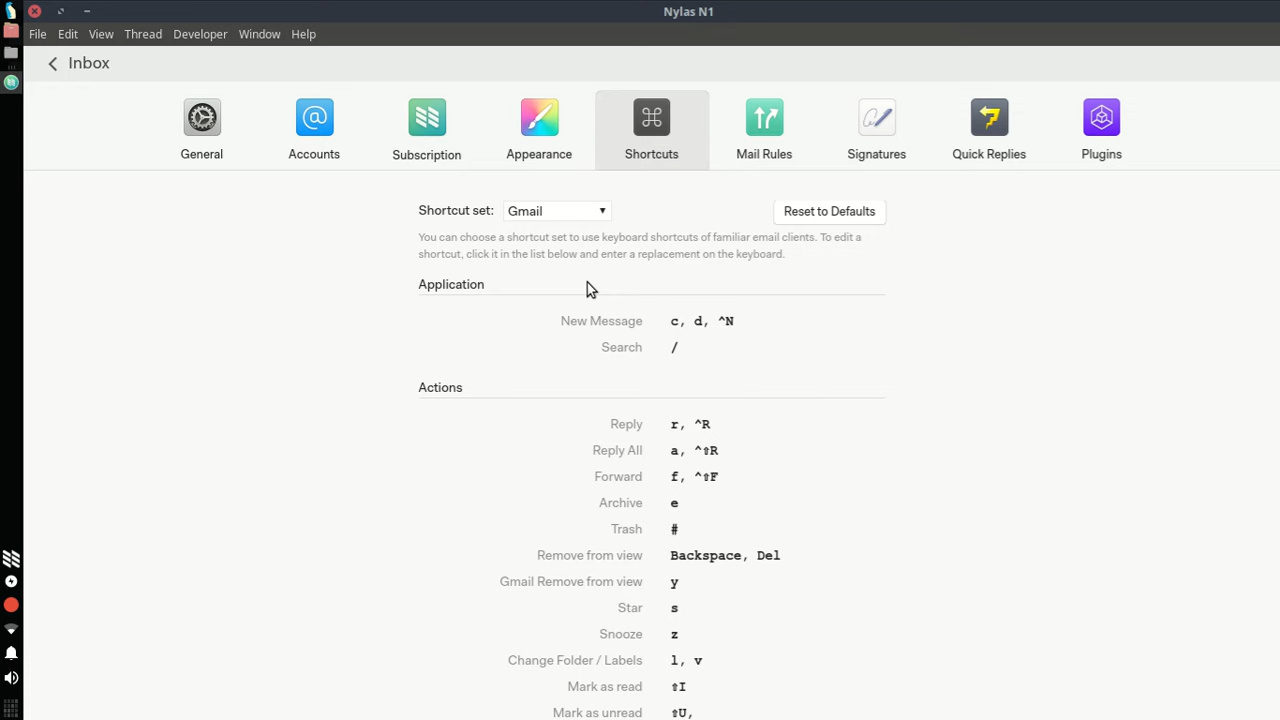 Nylas N1
File Edit View Thread Developer Window Help
Inbox
General Accounts Subscription Appearance Shortcuts Mail Rules Signatures Quick Replies Plugins
Shortcut set: Gmail Reset to Defaults
You can choose a shortcut set to use keyboard shortcuts of familiar email clients. To edit a
shortcut, click it in the list below and enter a replacement on the keyboard.
Application
New Message c, d, ^N
Search /
Actions
Reply r, ^R
Reply All a, ^⇧R
Forward f, ^⇧F
Archive e
Trash #
Remove from view Backspace, Del
Gmail Remove from view y
Star s
Snooze z
Change Folder / Labels l, v
Mark as read ⇧I
Mark as unread ⇧U,